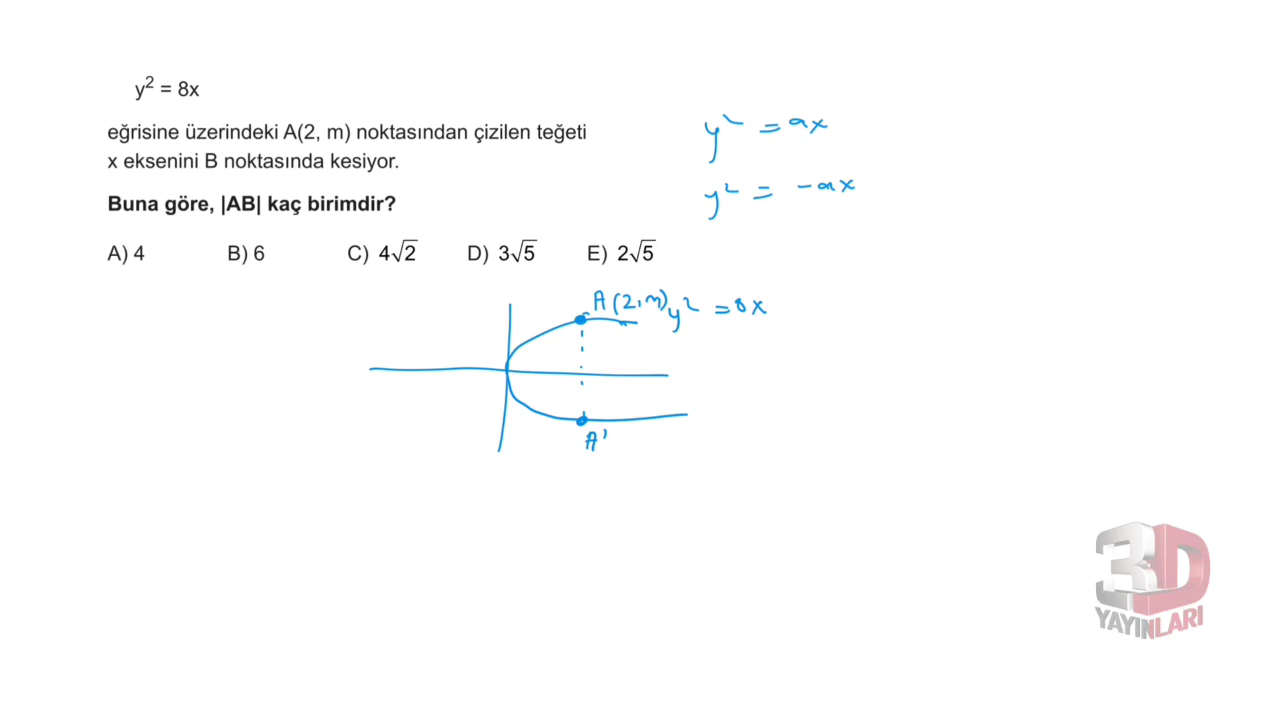 y² = 8x
eğrisine üzerindeki A(2, m) noktasından çizilen teğeti
x eksenini B noktasında kesiyor.
Buna göre, |AB| kaç birimdir?
A) 4 B) 6 C) 4√2 D) 3√5 E) 2√5
y² = ax
y² = -ax
A(2,m) y² = 8x
A'
3D
YAYINLARI